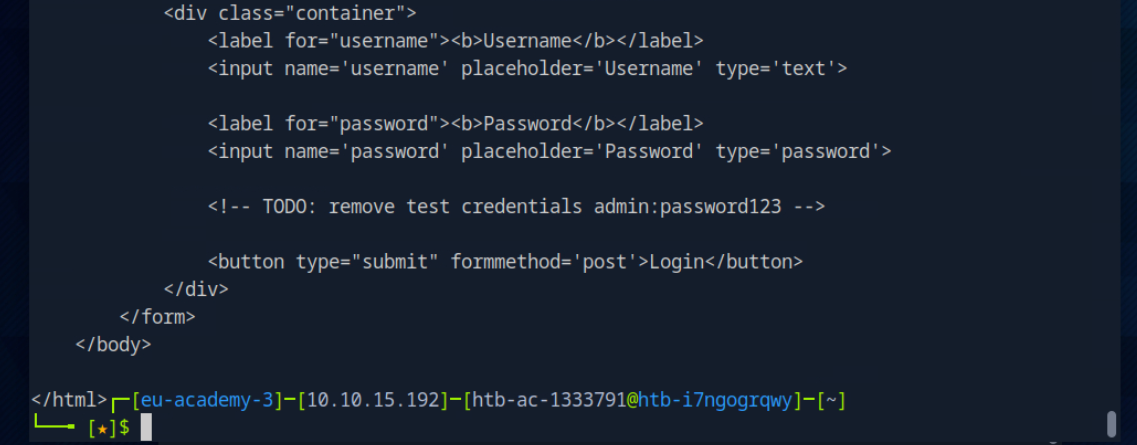 <div class="container">
<label for="username"><b>Username</b></label>
<input name='username' placeholder='Username' type='text'>
<label for="password"><b>Password</b></label>
<input name='password' placeholder='Password' type='password'>
<!-- TODO: remove test credentials admin:password123 -->
<button type="submit" formmethod='post'>Login</button>
</div>
</form>
</body>
</html>┌─[eu-academy-3]─[10.10.15.192]─[htb-ac-1333791@htb-i7ngogrqwy]─[~]
└──╼ [★]$